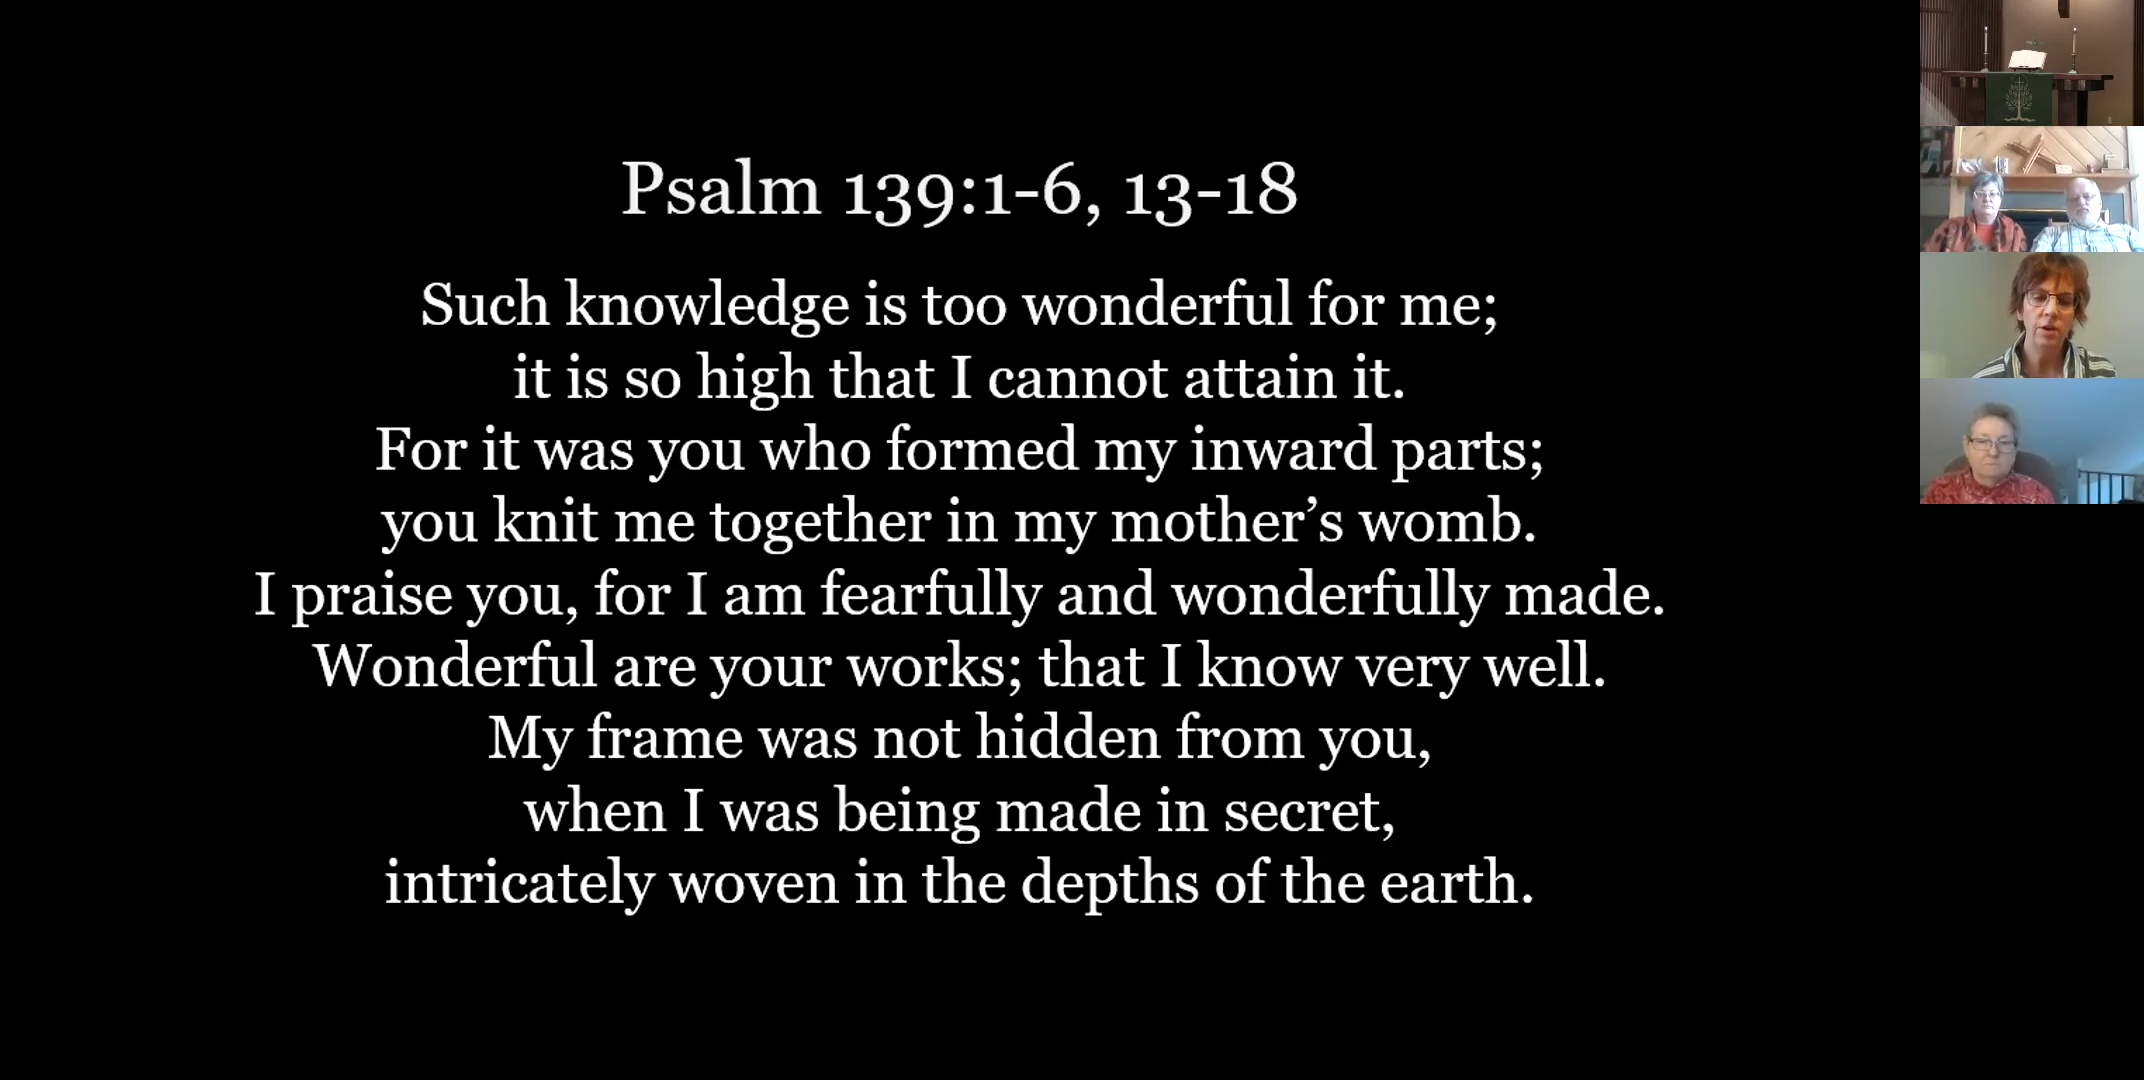 Psalm 139:1-6, 13-18
Such knowledge is too wonderful for me;
it is so high that I cannot attain it.
For it was you who formed my inward parts;
you knit me together in my mother’s womb.
I praise you, for I am fearfully and wonderfully made.
Wonderful are your works; that I know very well.
My frame was not hidden from you,
when I was being made in secret,
intricately woven in the depths of the earth.